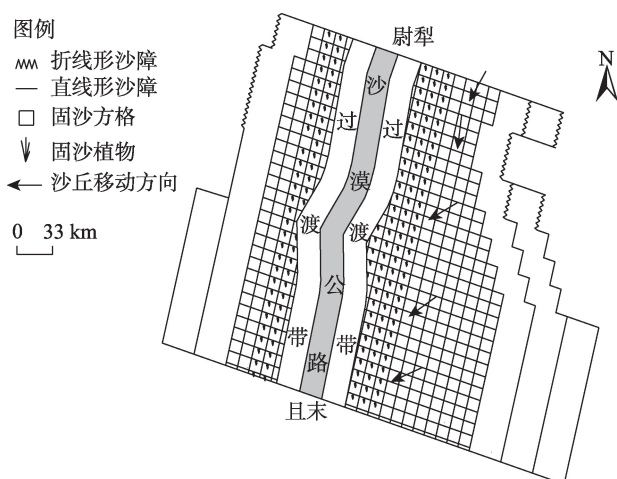 图例
折线形沙障
直线形沙障
固沙方格
固沙植物
沙丘移动方向
0 33 km
尉犁
N
沙漠公路
过渡带
过渡带
且末